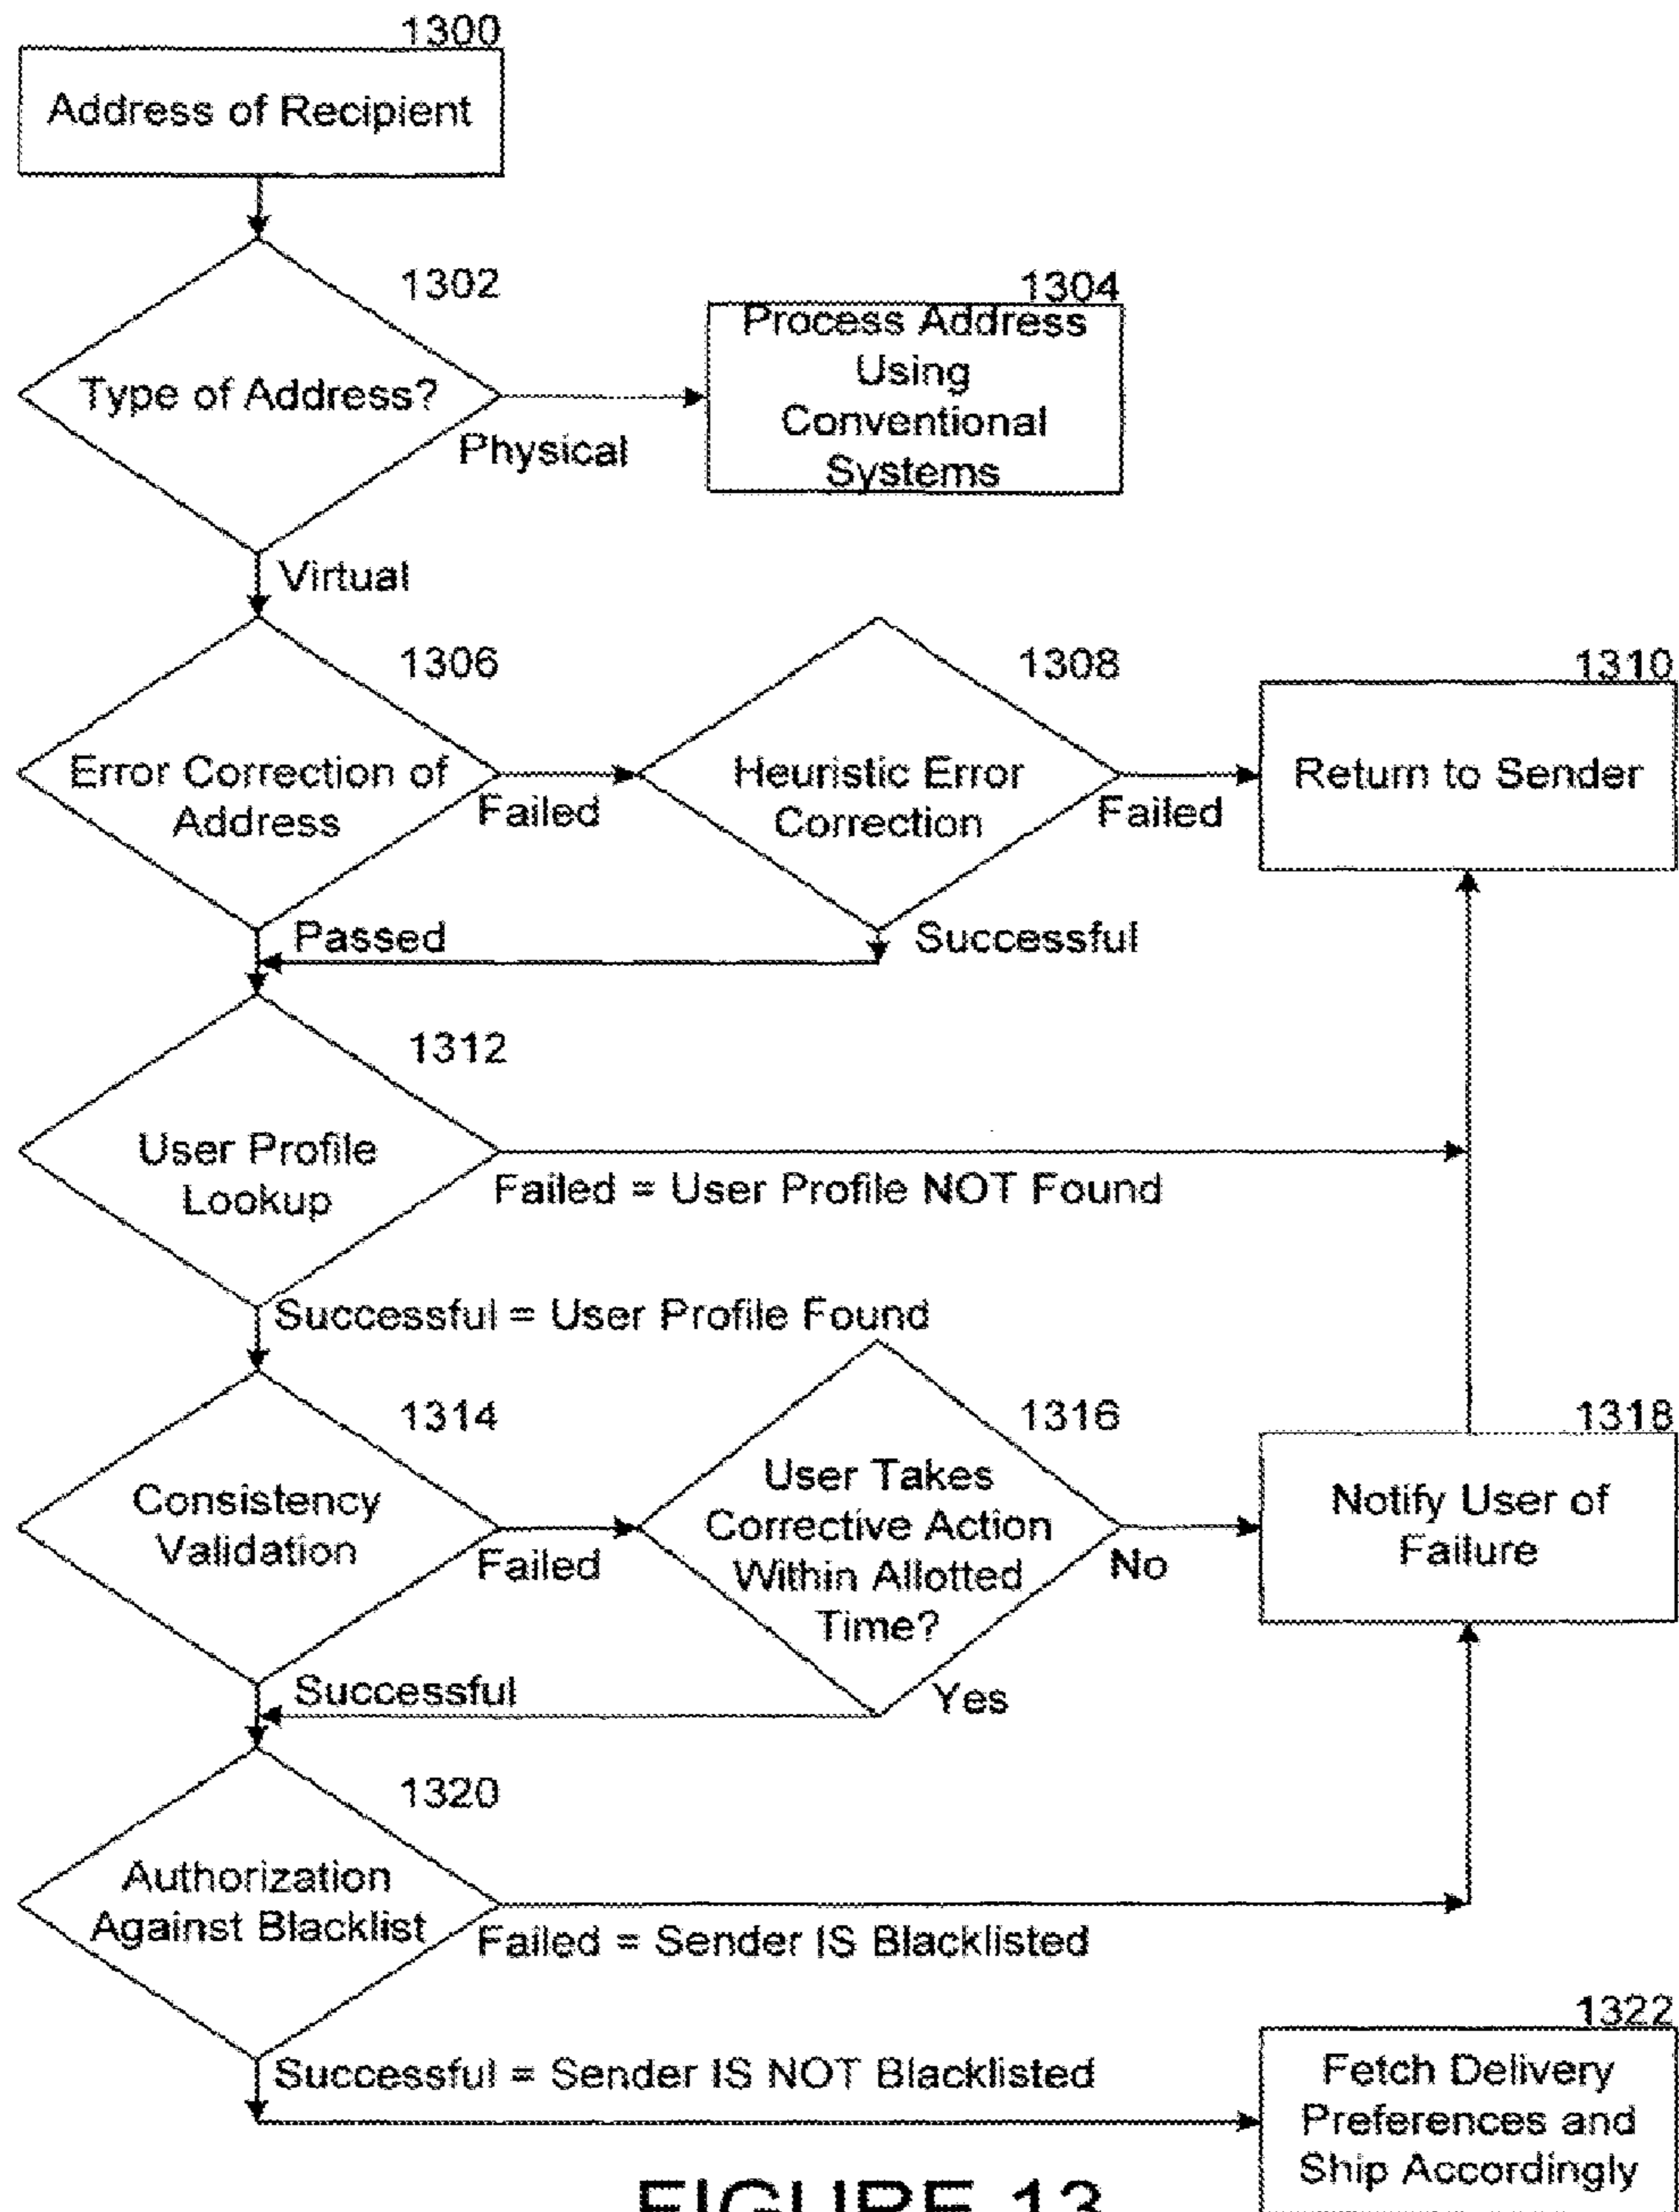 1300
Address of Recipient
1302
Type of Address?
Physical
1304
Process Address
Using
Conventional
Systems
Virtual
1306
Error Correction of
Address
Failed
1308
Heuristic Error
Correction
Failed
1310
Return to Sender
Passed
Successful
1312
User Profile
Lookup
Failed = User Profile NOT Found
Successful = User Profile Found
1314
Consistency
Validation
Failed
1316
User Takes
Corrective Action
Within Allotted
Time?
No
1318
Notify User of
Failure
Successful
Yes
1320
Authorization
Against Blacklist
Failed = Sender IS Blacklisted
Successful = Sender IS NOT Blacklisted
1322
Fetch Delivery
Preferences and
Ship Accordingly
FIGURE 13